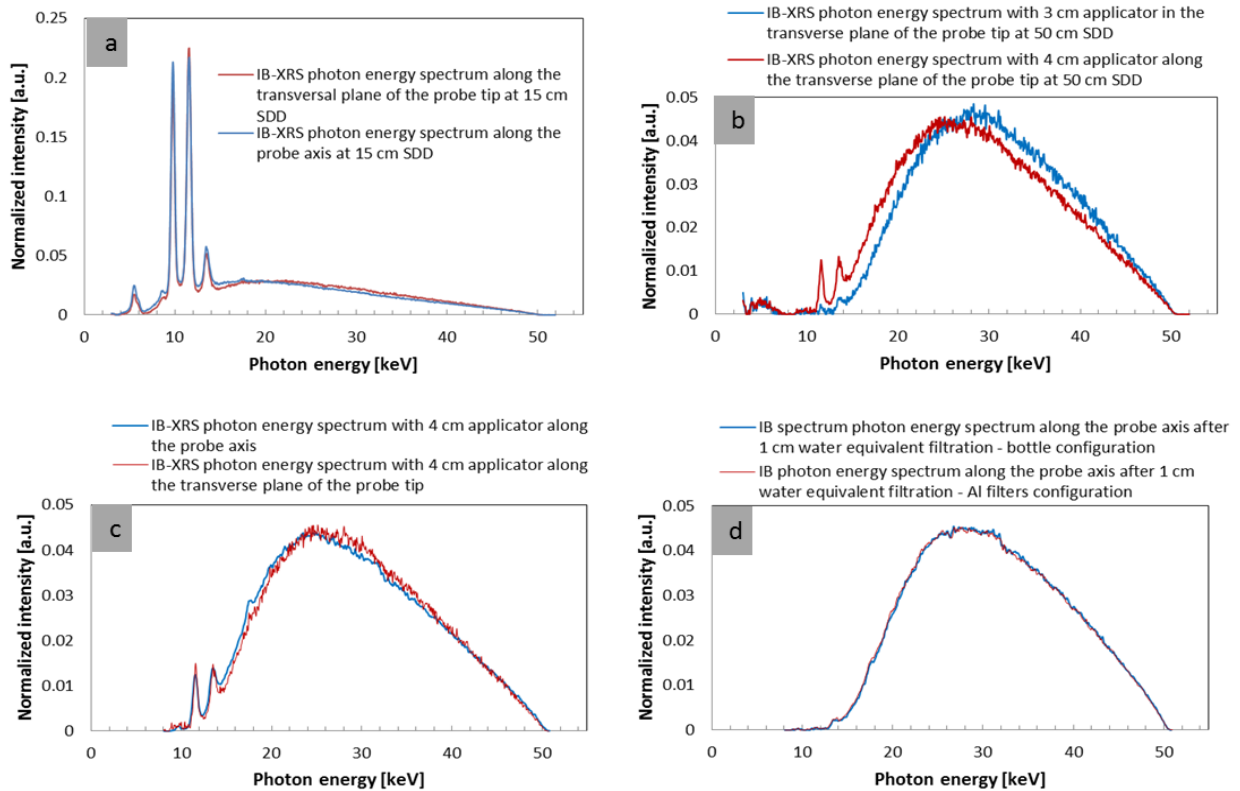 a
Normalized intensity [a.u.]
0.25
0.2
0.15
0.1
0.05
0
IB-XRS photon energy spectrum along the
transversal plane of the probe tip at 15 cm
SDD
IB-XRS photon energy spectrum along the
probe axis at 15 cm SDD
0 10 20 30 40 50
Photon energy [keV]
IB-XRS photon energy spectrum with 3 cm applicator in the
transverse plane of the probe tip at 50 cm SDD
IB-XRS photon energy spectrum with 4 cm applicator along
the transverse plane of the probe tip at 50 cm SDD
b
Normalized intensity [a.u.]
0.05
0.04
0.03
0.02
0.01
0
0 10 20 30 40 50
Photon energy [keV]
IB-XRS photon energy spectrum with 4 cm applicator along
the probe axis
IB-XRS photon energy spectrum with 4 cm applicator along
the transverse plane of the probe tip
c
Normalized intensity [a.u.]
0.05
0.04
0.03
0.02
0.01
0
0 10 20 30 40 50
Photon energy [keV]
IB spectrum photon energy spectrum along the probe axis after
1 cm water equivalent filtration - bottle configuration
IB photon energy spectrum along the probe axis after 1 cm
water equivalent filtration - Al filters configuration
d
Normalized intensity [a.u.]
0.05
0.04
0.03
0.02
0.01
0
0 10 20 30 40 50
Photon energy [keV]